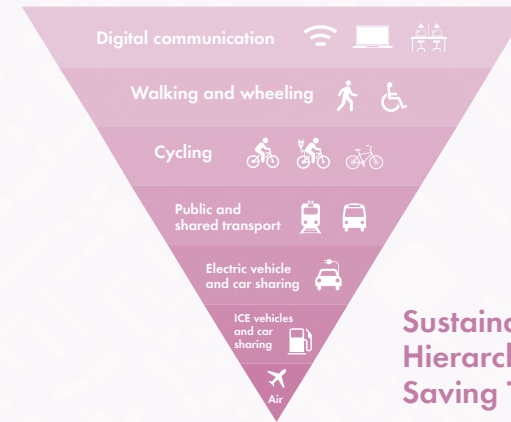 Digital communication
Walking and wheeling
Cycling
Public and
shared transport
Electric vehicle
and car sharing
ICE vehicles
and car
sharing
Air
Saving